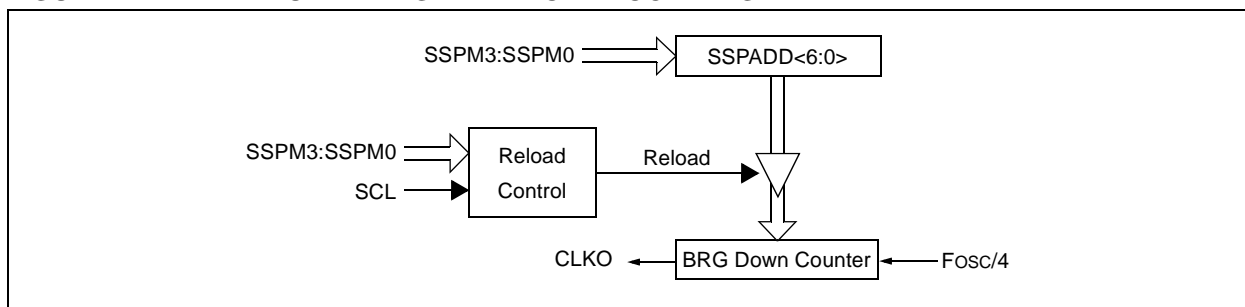 SSPM3:SSPM0
SSPADD<6:0>
SSPM3:SSPM0
Reload
Control
Reload
SCL
CLKO
BRG Down Counter
FOSC/4